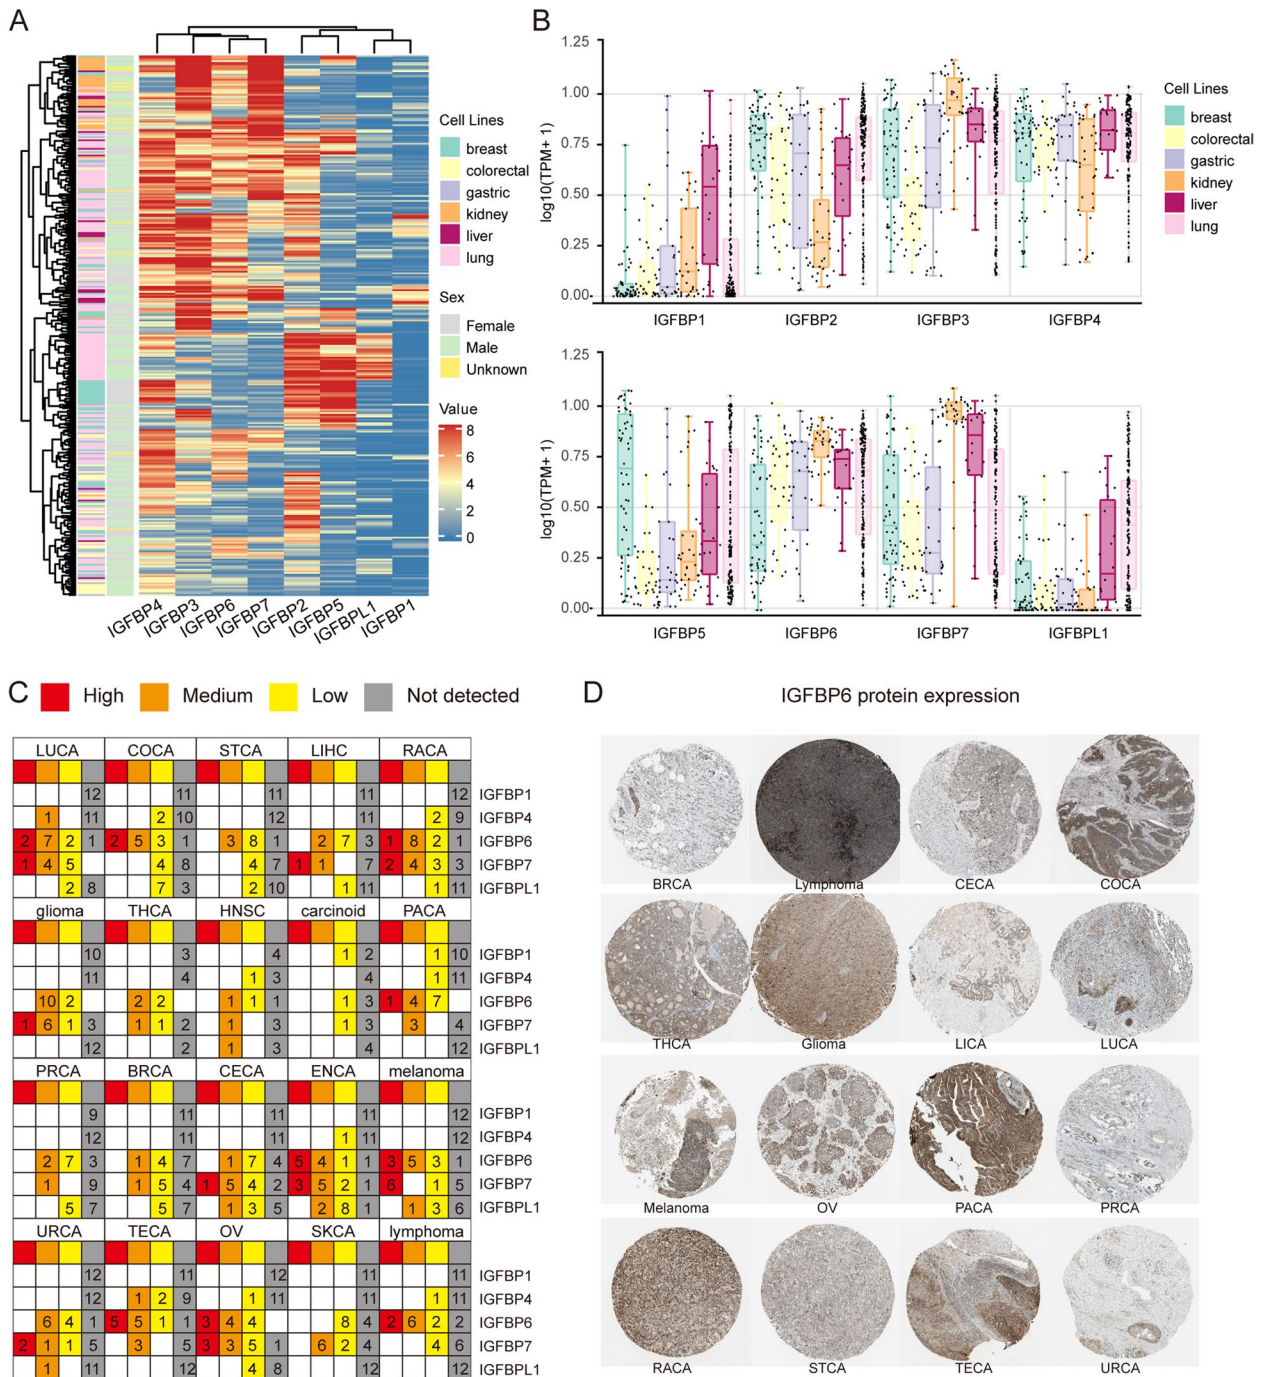 A
Cell Lines
breast
colorectal
gastric
kidney
liver
lung
Sex
Female
Male
Unknown
Value
8
6
4
2
0
IGFBP4 IGFBP3 IGFBP6 IGFBP7 IGFBP2 IGFBP5 IGFBPL1 IGFBP1
B
log10(TPM+ 1)
1.25
1.00
0.75
0.50
0.25
0.00
IGFBP1 IGFBP2 IGFBP3 IGFBP4
Cell Lines
breast
colorectal
gastric
kidney
liver
lung
log10(TPM+ 1)
1.25
1.00
0.75
0.50
0.25
0.00
IGFBP5 IGFBP6 IGFBP7 IGFBPL1
C High Medium Low Not detected
LUCA COCA STCA LIHC RACA
12 11 11 11 12 IGFBP1
1 11 2 10 12 11 2 9 IGFBP4
2 7 2 1 2 5 3 1 3 8 1 2 7 3 1 8 2 1 IGFBP6
1 4 5 4 8 4 7 1 1 7 2 4 3 3 IGFBP7
2 8 7 3 2 10 1 11 1 11 IGFBPL1
glioma THCA HNSC carcinoid PACA
10 3 4 1 2 1 10 IGFBP1
11 4 1 3 4 1 11 IGFBP4
10 2 2 2 1 1 1 1 3 1 4 7 IGFBP6
1 6 1 3 1 1 2 1 3 1 3 3 4 IGFBP7
12 2 1 3 4 12 IGFBPL1
PRCA BRCA CECA ENCA melanoma
9 11 11 11 12 IGFBP1
12 11 11 1 11 12 IGFBP4
2 7 3 1 4 7 1 7 4 5 4 1 1 3 5 3 1 IGFBP6
1 9 1 5 4 1 5 4 2 3 5 2 1 6 1 5 IGFBP7
5 7 5 7 1 3 5 2 8 1 1 3 6 IGFBPL1
URCA TECA OV SKCA lymphoma
12 11 12 11 11 IGFBP1
12 1 2 9 1 11 11 1 11 IGFBP4
6 4 1 5 5 1 1 3 4 4 8 4 2 6 2 2 IGFBP6
2 1 1 5 3 5 3 3 5 1 6 2 4 4 6 IGFBP7
1 11 12 4 8 12 12 IGFBPL1
D IGFBP6 protein expression
BRCA Lymphoma CECA COCA
THCA Glioma LICA LUCA
Melanoma OV PACA PRCA
RACA STCA TECA URCA